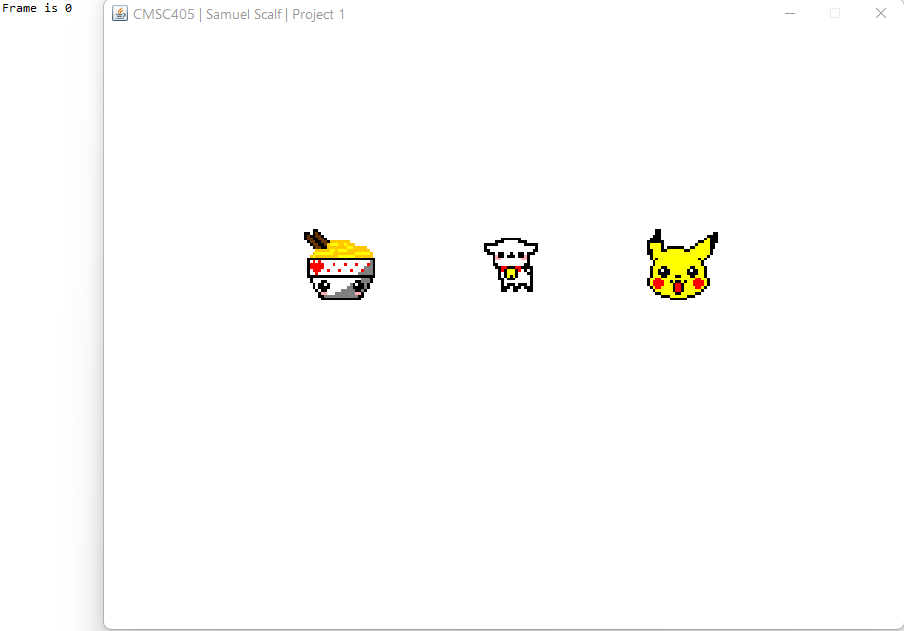 Frame is 0
CMSC405 | Samuel Scalf | Project 1